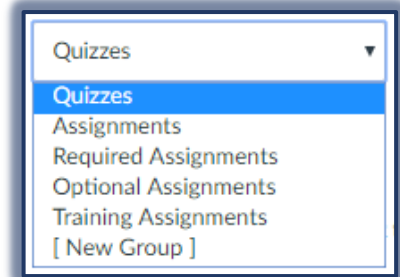 Quizzes
Quizzes
Assignments
Required Assignments
Optional Assignments
Training Assignments
[ New Group ]